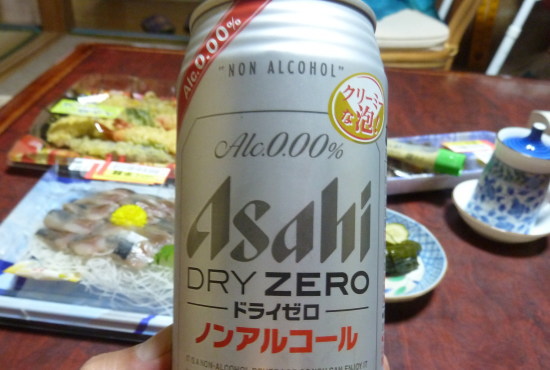 Alc.0.00%
"NON ALCOHOL"
クリーミー
な泡!
Alc.0.00%
Asahi
DRY ZERO
ドライゼロ
ノンアルコール